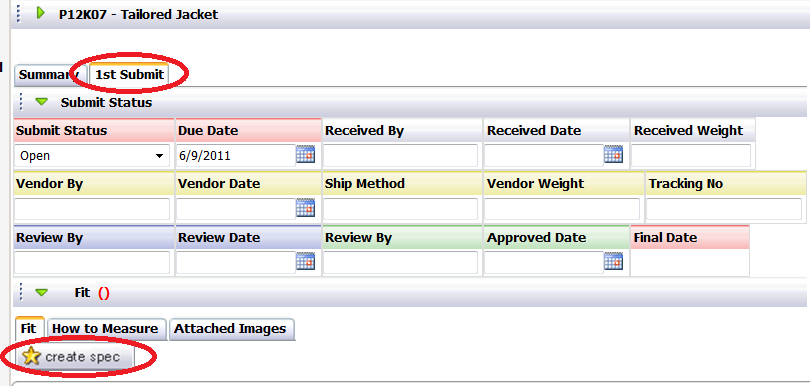 P12K07 - Tailored Jacket
Summary 1st Submit
Submit Status
Submit Status Due Date Received By Received Date Received Weight
Open 6/9/2011
Vendor By Vendor Date Ship Method Vendor Weight Tracking No
Review By Review Date Review By Approved Date Final Date
Fit ()
Fit How to Measure Attached Images
create spec